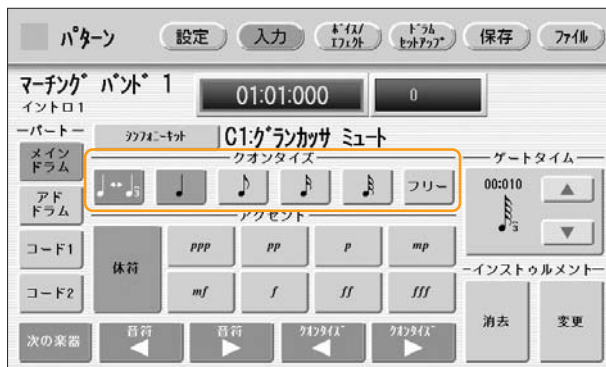 パターン
設定
入力
ボイス/
エフェクト
ドラム
セットアップ
保存
ファイル
マーチング バンド 1
イントロ1
01:01:000
0
パート
シンフォニーキット
C1:グランカッサ ミュート
クオンタイズ
3
フリー
ゲートタイム
00:010
3
メイン
ドラム
アド
ドラム
コード1
コード2
アクセント
休符
ppp
pp
p
mp
mf
f
ff
fff
インストゥルメント
消去
変更
次の楽器
音符
音符
クオンタイズ
クオンタイズ